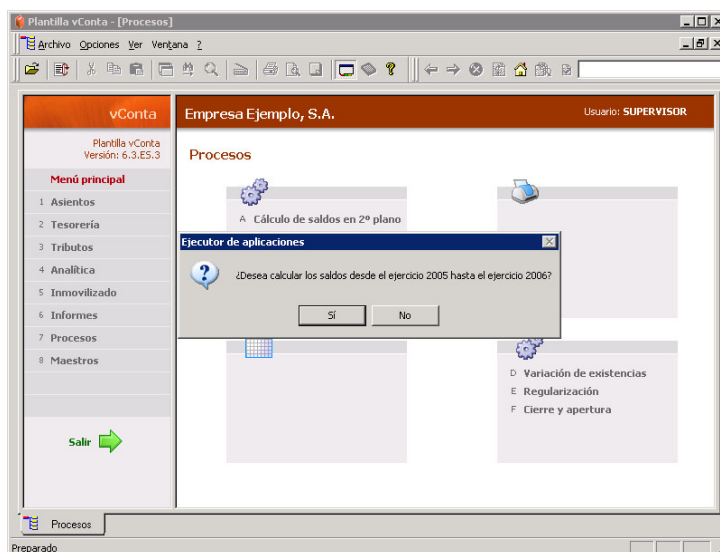 Plantilla vConta - [Procesos]
Archivo Opciones Ver Ventana ?
vConta
Empresa Ejemplo, S.A.
Usuario: SUPERVISOR
Plantilla vConta
Versión: 6.3.ES.3
Procesos
Menú principal
1 Asientos
2 Tesorería
3 Tributos
4 Analítica
5 Inmovilizado
6 Informes
7 Procesos
8 Maestros
Salir
A Cálculo de saldos en 2º plano
Ejecutor de aplicaciones
¿Desea calcular los saldos desde el ejercicio 2005 hasta el ejercicio 2006?
Sí No
D Variación de existencias
E Regularización
F Cierre y apertura
Procesos
Preparado